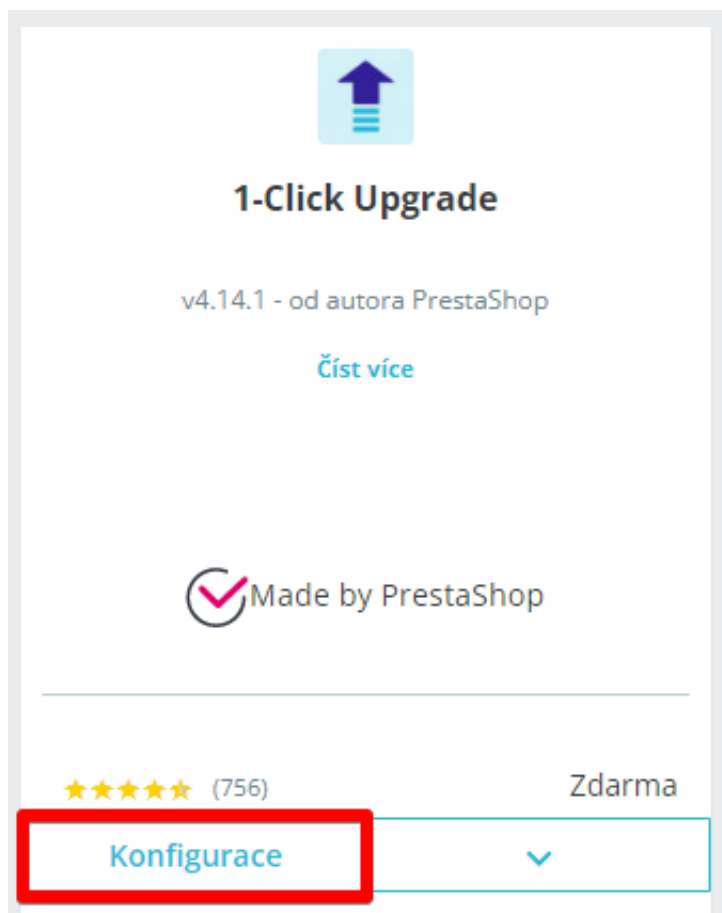 1-Click Upgrade
v4.14.1 - od autora PrestaShop
Číst více
Made by PrestaShop
(756)
Zdarma
Konfigurace